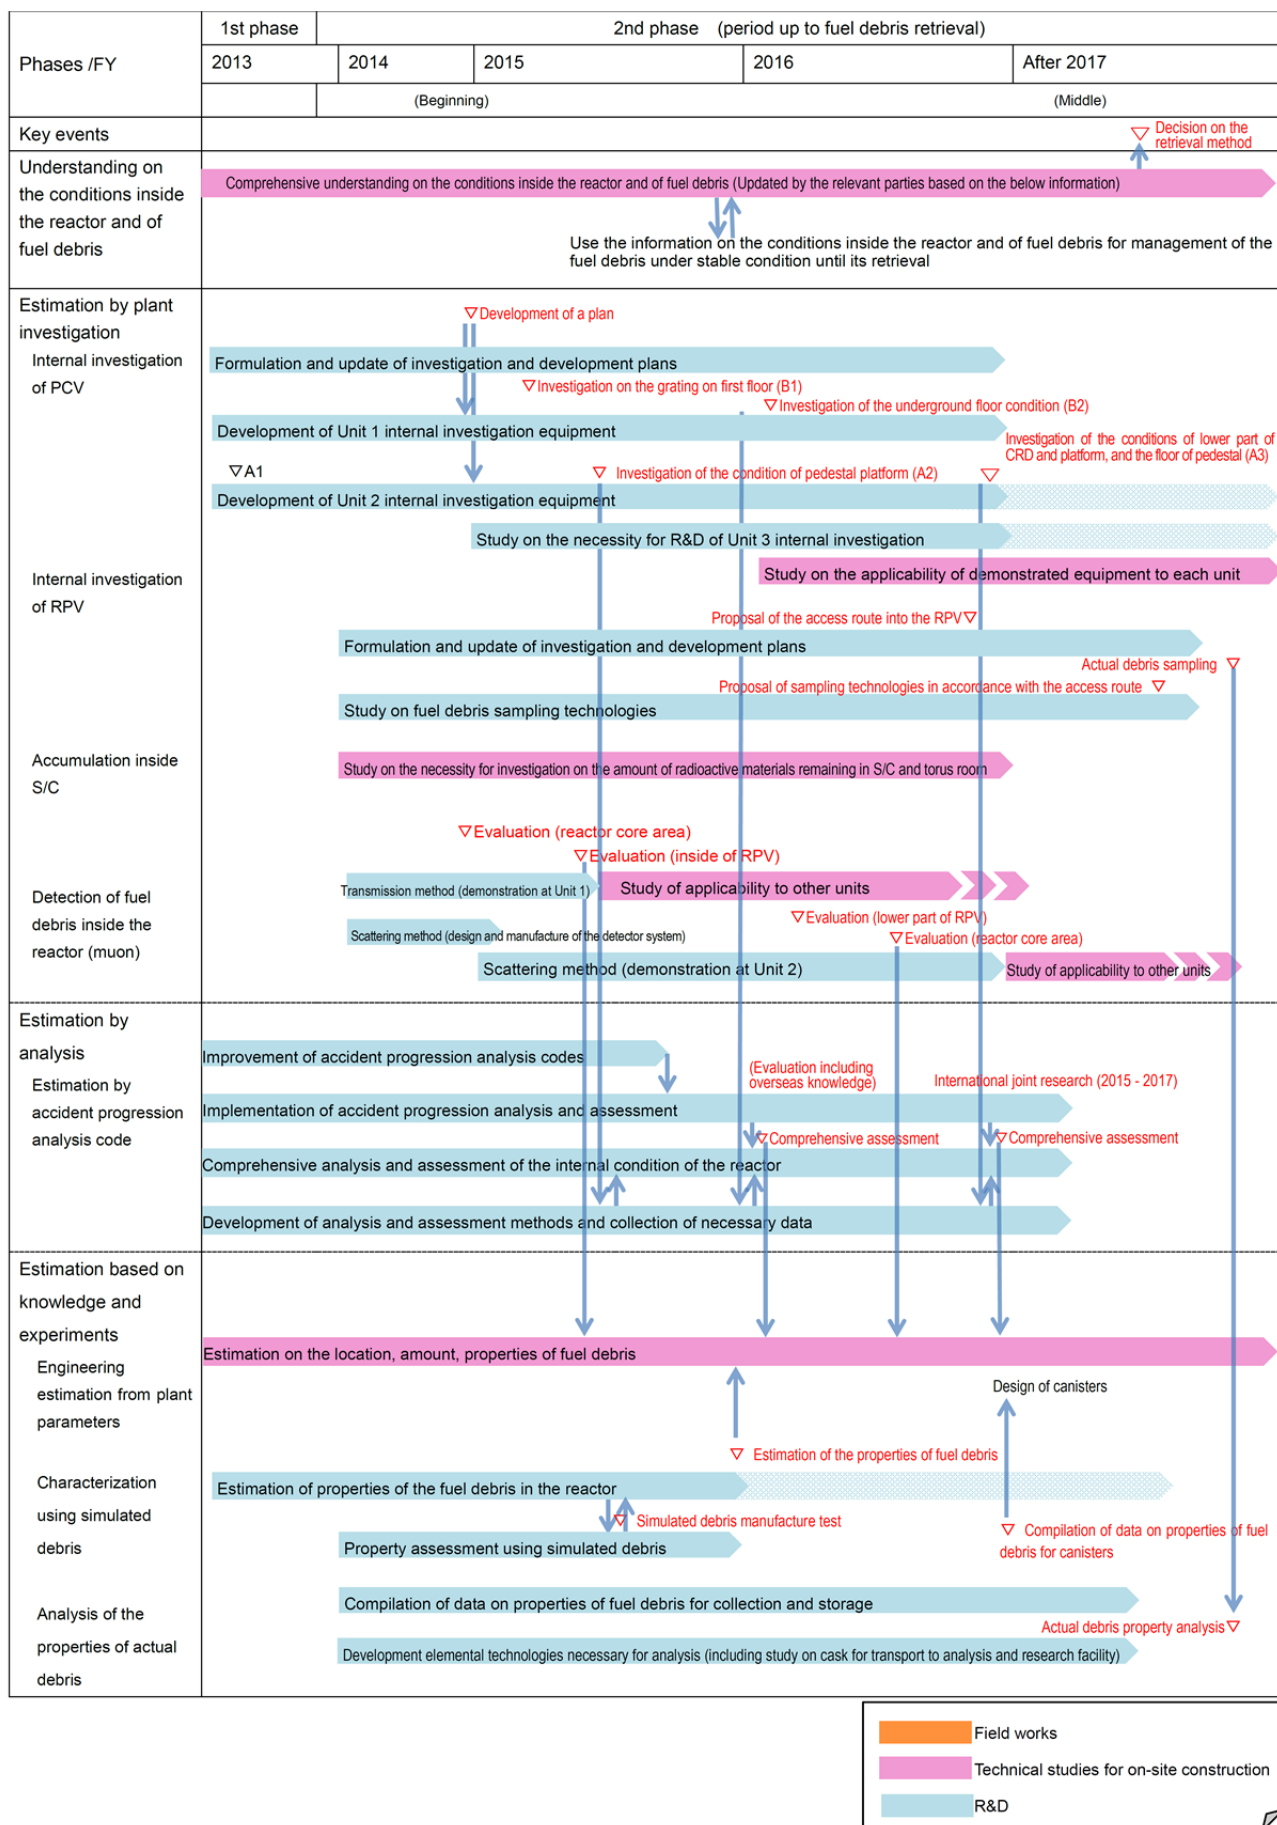 1st phase
2nd phase (period up to fuel debris retrieval)
Phases /FY
2013
2014
2015
2016
After 2017
(Beginning)
(Middle)
Key events
Decision on the
retrieval method
Understanding on
the conditions inside
the reactor and of
fuel debris
Comprehensive understanding on the conditions inside the reactor and of fuel debris (Updated by the relevant parties based on the below information)
Use the information on the conditions inside the reactor and of fuel debris for management of the
fuel debris under stable condition until its retrieval
Estimation by plant
investigation
Internal investigation
of PCV
Development of a plan
Formulation and update of investigation and development plans
Investigation on the grating on first floor (B1)
Investigation of the underground floor condition (B2)
Development of Unit 1 internal investigation equipment
Investigation of the conditions of lower part of
CRD and platform, and the floor of pedestal (A3)
A1
Investigation of the condition of pedestal platform (A2)
Development of Unit 2 internal investigation equipment
Study on the necessity for R&D of Unit 3 internal investigation
Study on the applicability of demonstrated equipment to each unit
Internal investigation
of RPV
Proposal of the access route into the RPV
Formulation and update of investigation and development plans
Actual debris sampling
Proposal of sampling technologies in accordance with the access route
Study on fuel debris sampling technologies
Accumulation inside
S/C
Study on the necessity for investigation on the amount of radioactive materials remaining in S/C and torus room
Evaluation (reactor core area)
Evaluation (inside of RPV)
Detection of fuel
debris inside the
reactor (muon)
Transmission method (demonstration at Unit 1)
Study of applicability to other units
Evaluation (lower part of RPV)
Scattering method (design and manufacture of the detector system)
Evaluation (reactor core area)
Scattering method (demonstration at Unit 2)
Study of applicability to other units
Estimation by
analysis
Estimation by
accident progression
analysis code
Improvement of accident progression analysis codes
(Evaluation including
overseas knowledge)
International joint research (2015 - 2017)
Implementation of accident progression analysis and assessment
Comprehensive assessment
Comprehensive assessment
Comprehensive analysis and assessment of the internal condition of the reactor
Development of analysis and assessment methods and collection of necessary data
Estimation based on
knowledge and
experiments
Engineering
estimation from plant
parameters
Estimation on the location, amount, properties of fuel debris
Design of canisters
Estimation of the properties of fuel debris
Characterization
using simulated
debris
Estimation of properties of the fuel debris in the reactor
Simulated debris manufacture test
Compilation of data on properties of fuel
debris for canisters
Property assessment using simulated debris
Analysis of the
properties of actual
debris
Compilation of data on properties of fuel debris for collection and storage
Actual debris property analysis
Development elemental technologies necessary for analysis (including study on cask for transport to analysis and research facility)
Field works
Technical studies for on-site construction
R&D